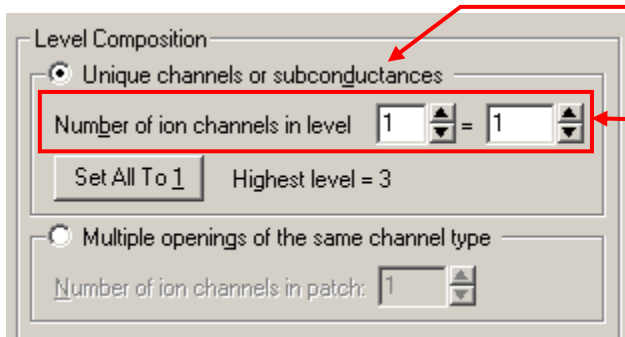 Level Composition
Unique channels or subconductances
Number of ion channels in level 1 = 1
Set All To 1 Highest level = 3
Multiple openings of the same channel type
Number of ion channels in patch: 1